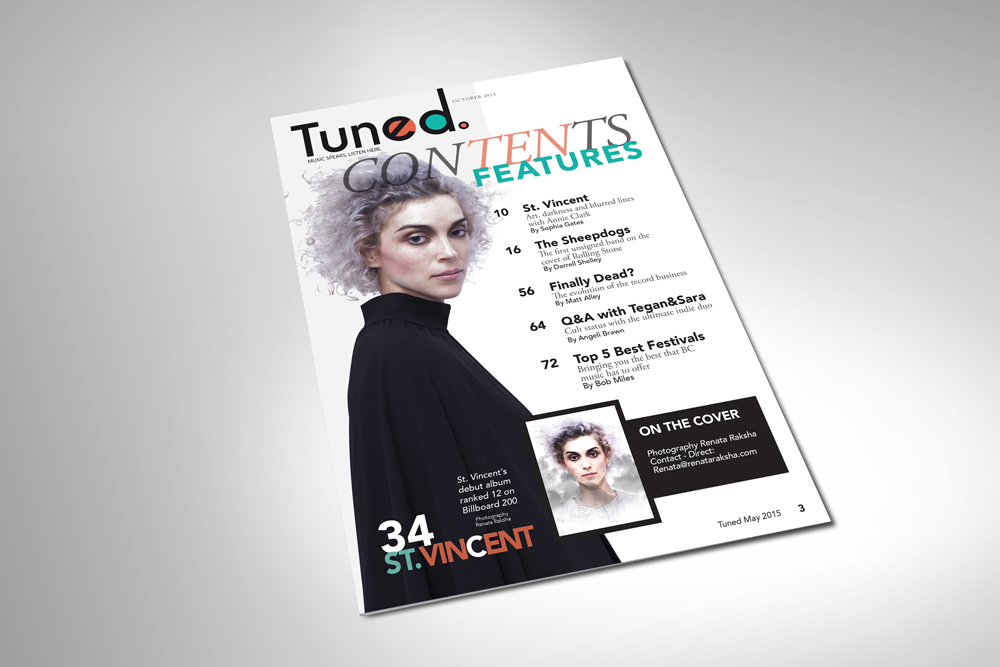 Tuned.
OCTOBER 2014
MUSIC SPEAKS, LISTEN HERE.
CONTENTS
FEATURES
10 St. Vincent
Art, darkness and blurred lines
with Annie Clark
By Sophia Gates
16 The Sheepdogs
The first unsigned band on the
cover of Rolling Stone
By Darrell Shelley
56 Finally Dead?
The evolution of the record business
By Matt Alley
64 Q&A with Tegan&Sara
Cult status with the ultimate indie duo
By Angeli Brawn
72 Top 5 Best Festivals
Bringing you the best that BC
music has to offer
By Bob Miles
ON THE COVER
Photography Renata Raksha
Contact - Direct:
Renata@renataraksha.com
St. Vincent's
debut album
ranked 12 on
Billboard 200
Photography
Renata Raksha
34
ST.VINCENT
Tuned May 2015 3